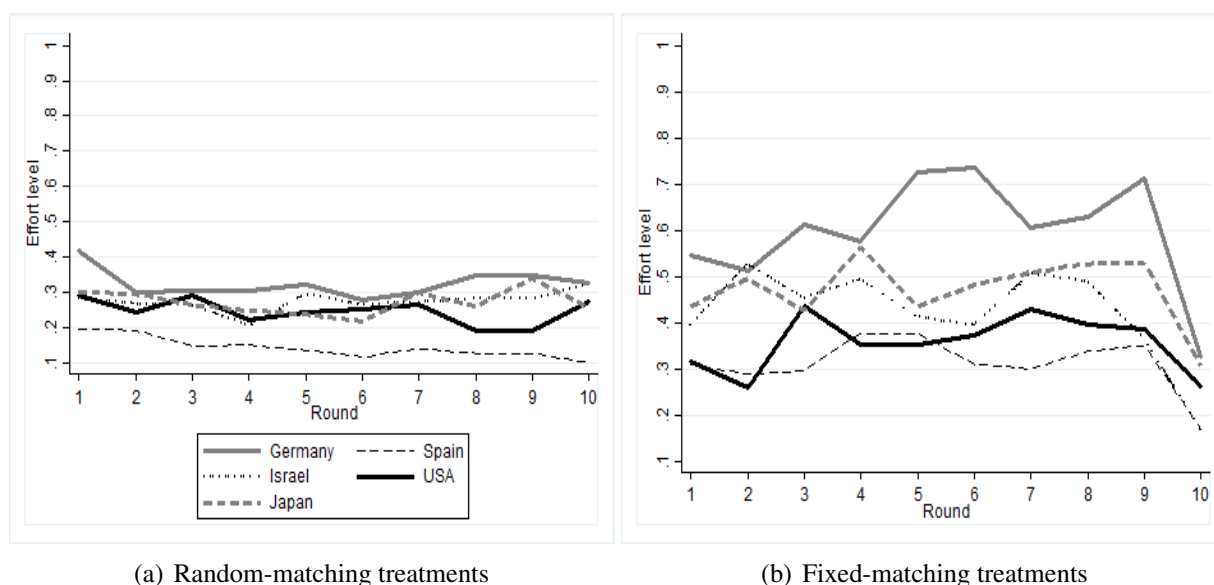 Effort level
1
.9
.8
.7
.6
.5
.4
.3
.2
.1
1 2 3 4 5 6 7 8 9 10
Round
Germany Spain
Israel USA
Japan
(a) Random-matching treatments
Effort level
1
.9
.8
.7
.6
.5
.4
.3
.2
.1
1 2 3 4 5 6 7 8 9 10
Round
(b) Fixed-matching treatments